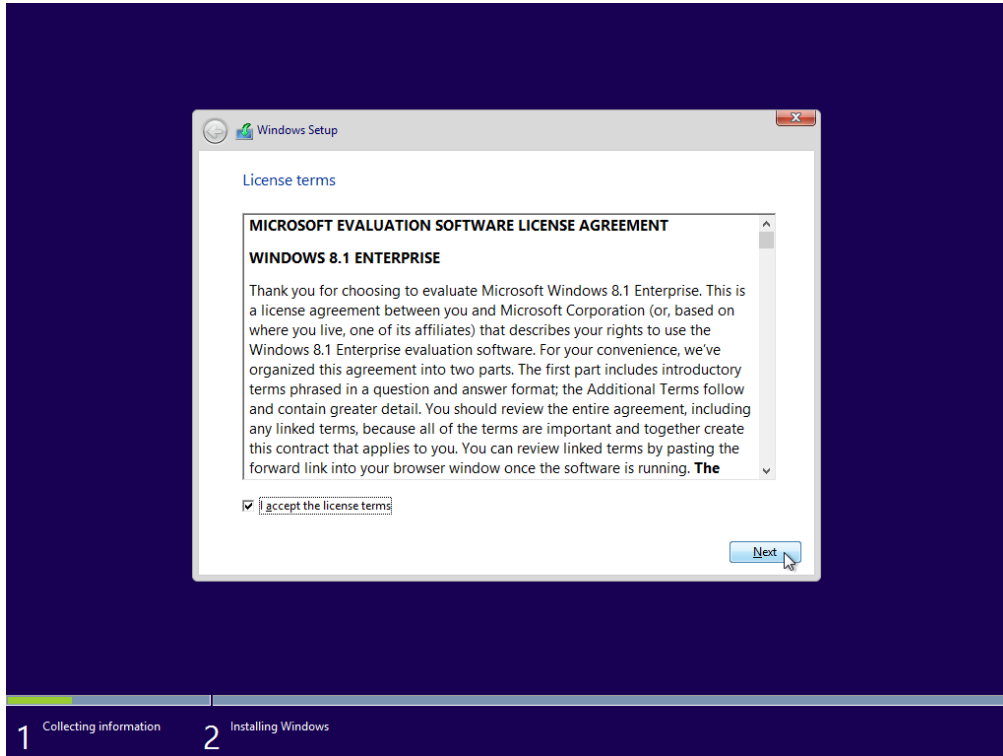 Windows Setup
License terms
MICROSOFT EVALUATION SOFTWARE LICENSE AGREEMENT
WINDOWS 8.1 ENTERPRISE
Thank you for choosing to evaluate Microsoft Windows 8.1 Enterprise. This is
a license agreement between you and Microsoft Corporation (or, based on
where you live, one of its affiliates) that describes your rights to use the
Windows 8.1 Enterprise evaluation software. For your convenience, we’ve
organized this agreement into two parts. The first part includes introductory
terms phrased in a question and answer format; the Additional Terms follow
and contain greater detail. You should review the entire agreement, including
any linked terms, because all of the terms are important and together create
this contract that applies to you. You can review linked terms by pasting the
forward link into your browser window once the software is running. The
I accept the license terms
Next
1 Collecting information
2 Installing Windows